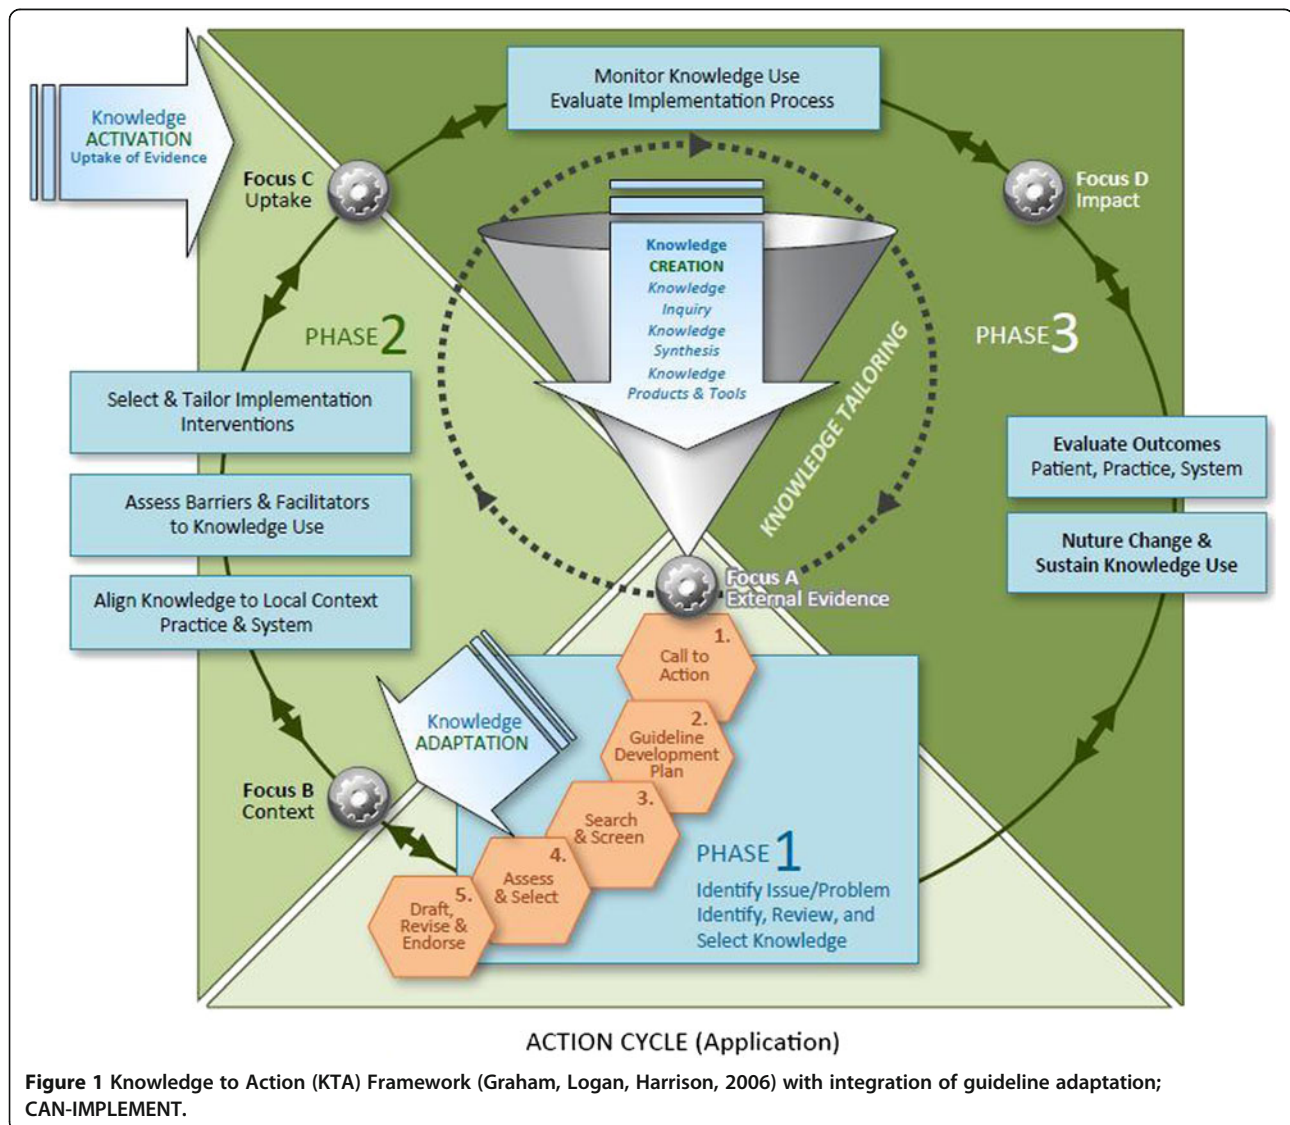 Knowledge
ACTIVATION
Uptake of Evidence
Monitor Knowledge Use
Evaluate Implementation Process
Focus C
Uptake
Focus D
Impact
Knowledge
CREATION
Knowledge
Inquiry
Knowledge
Synthesis
Knowledge
Products & Tools
KNOWLEDGE TAILORING
PHASE 2
PHASE 3
Select & Tailor Implementation
Interventions
Assess Barriers & Facilitators
to Knowledge Use
Align Knowledge to Local Context
Practice & System
Evaluate Outcomes
Patient, Practice, System
Nuture Change &
Sustain Knowledge Use
Focus A
External Evidence
1.
Call to
Action
2.
Guideline
Development
Plan
3.
Search
& Screen
4.
Assess
& Select
5.
Draft,
Revise &
Endorse
Knowledge
ADAPTATION
Focus B
Context
PHASE 1
Identify Issue/Problem
Identify, Review, and
Select Knowledge
ACTION CYCLE (Application)
Figure 1 Knowledge to Action (KTA) Framework (Graham, Logan, Harrison, 2006) with integration of guideline adaptation;
CAN-IMPLEMENT.